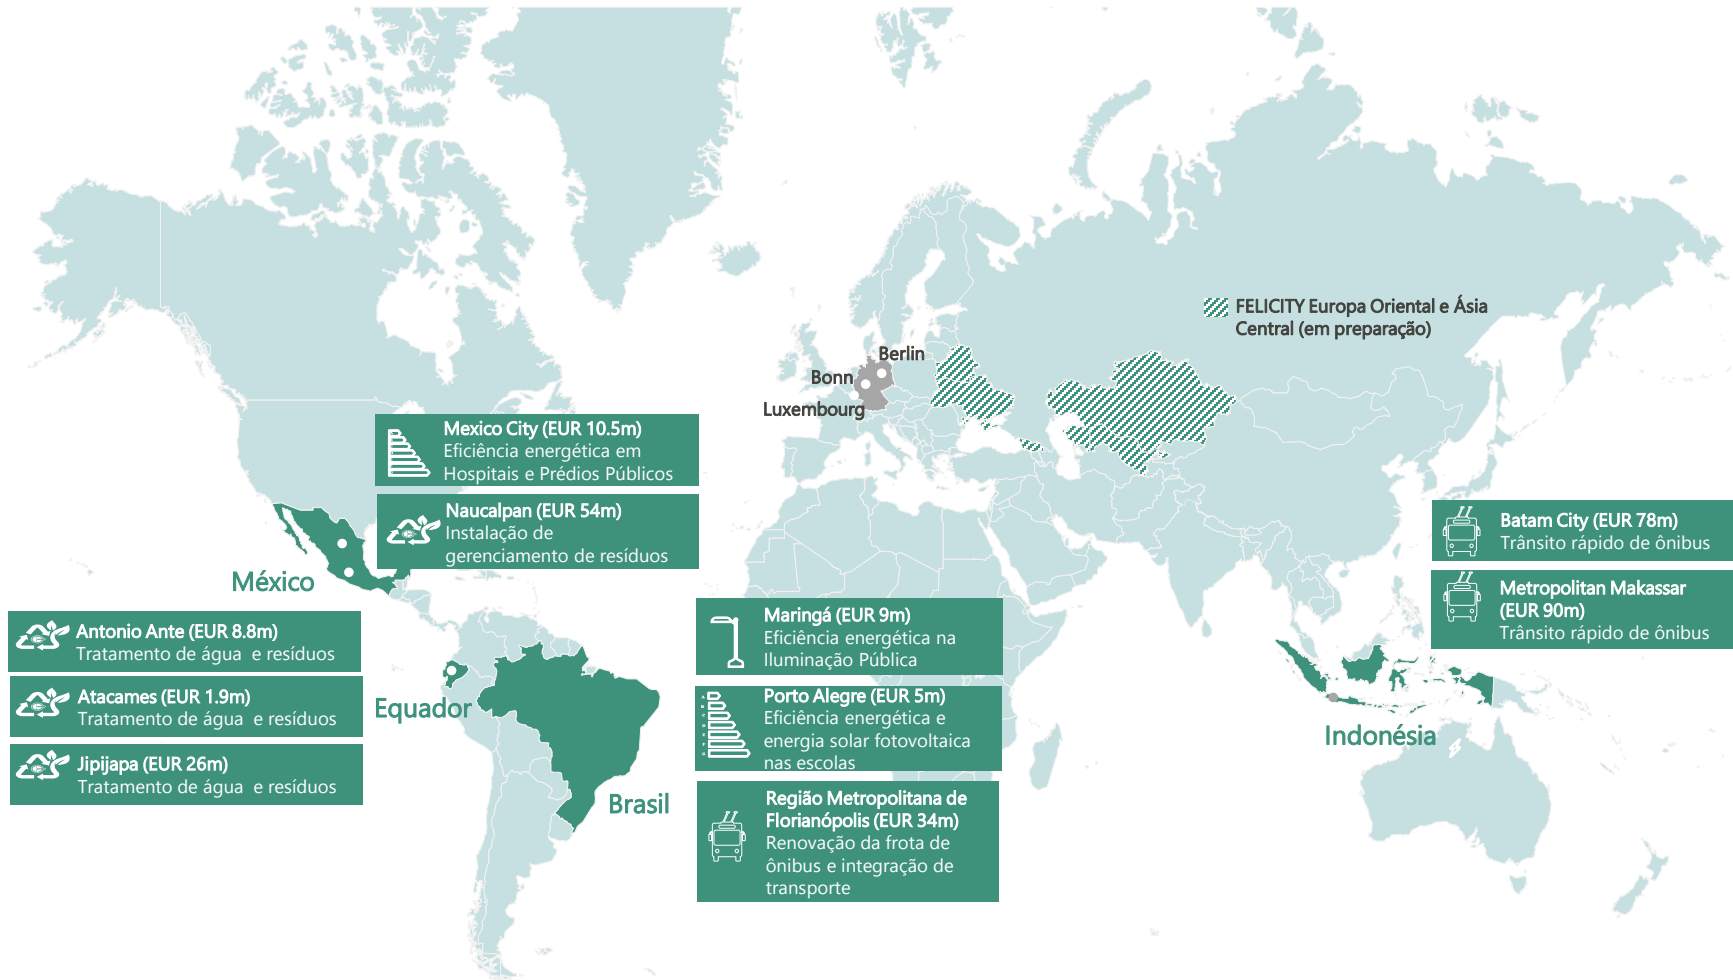 FELICITY Europa Oriental e Ásia
Central (em preparação)
Berlin
Bonn
Luxembourg
Mexico City (EUR 10.5m)
Eficiência energética em
Hospitais e Prédios Públicos
Naucalpan (EUR 54m)
Instalação de
gerenciamento de resíduos
México
Antonio Ante (EUR 8.8m)
Tratamento de água e resíduos
Atacames (EUR 1.9m)
Tratamento de água e resíduos
Jipijapa (EUR 26m)
Tratamento de água e resíduos
Equador
Brasil
Maringá (EUR 9m)
Eficiência energética na
Iluminação Pública
Porto Alegre (EUR 5m)
Eficiência energética e
energia solar fotovoltaica
nas escolas
Região Metropolitana de
Florianópolis (EUR 34m)
Renovação da frota de
ônibus e integração de
transporte
Batam City (EUR 78m)
Trânsito rápido de ônibus
Metropolitan Makassar
(EUR 90m)
Trânsito rápido de ônibus
Indonésia